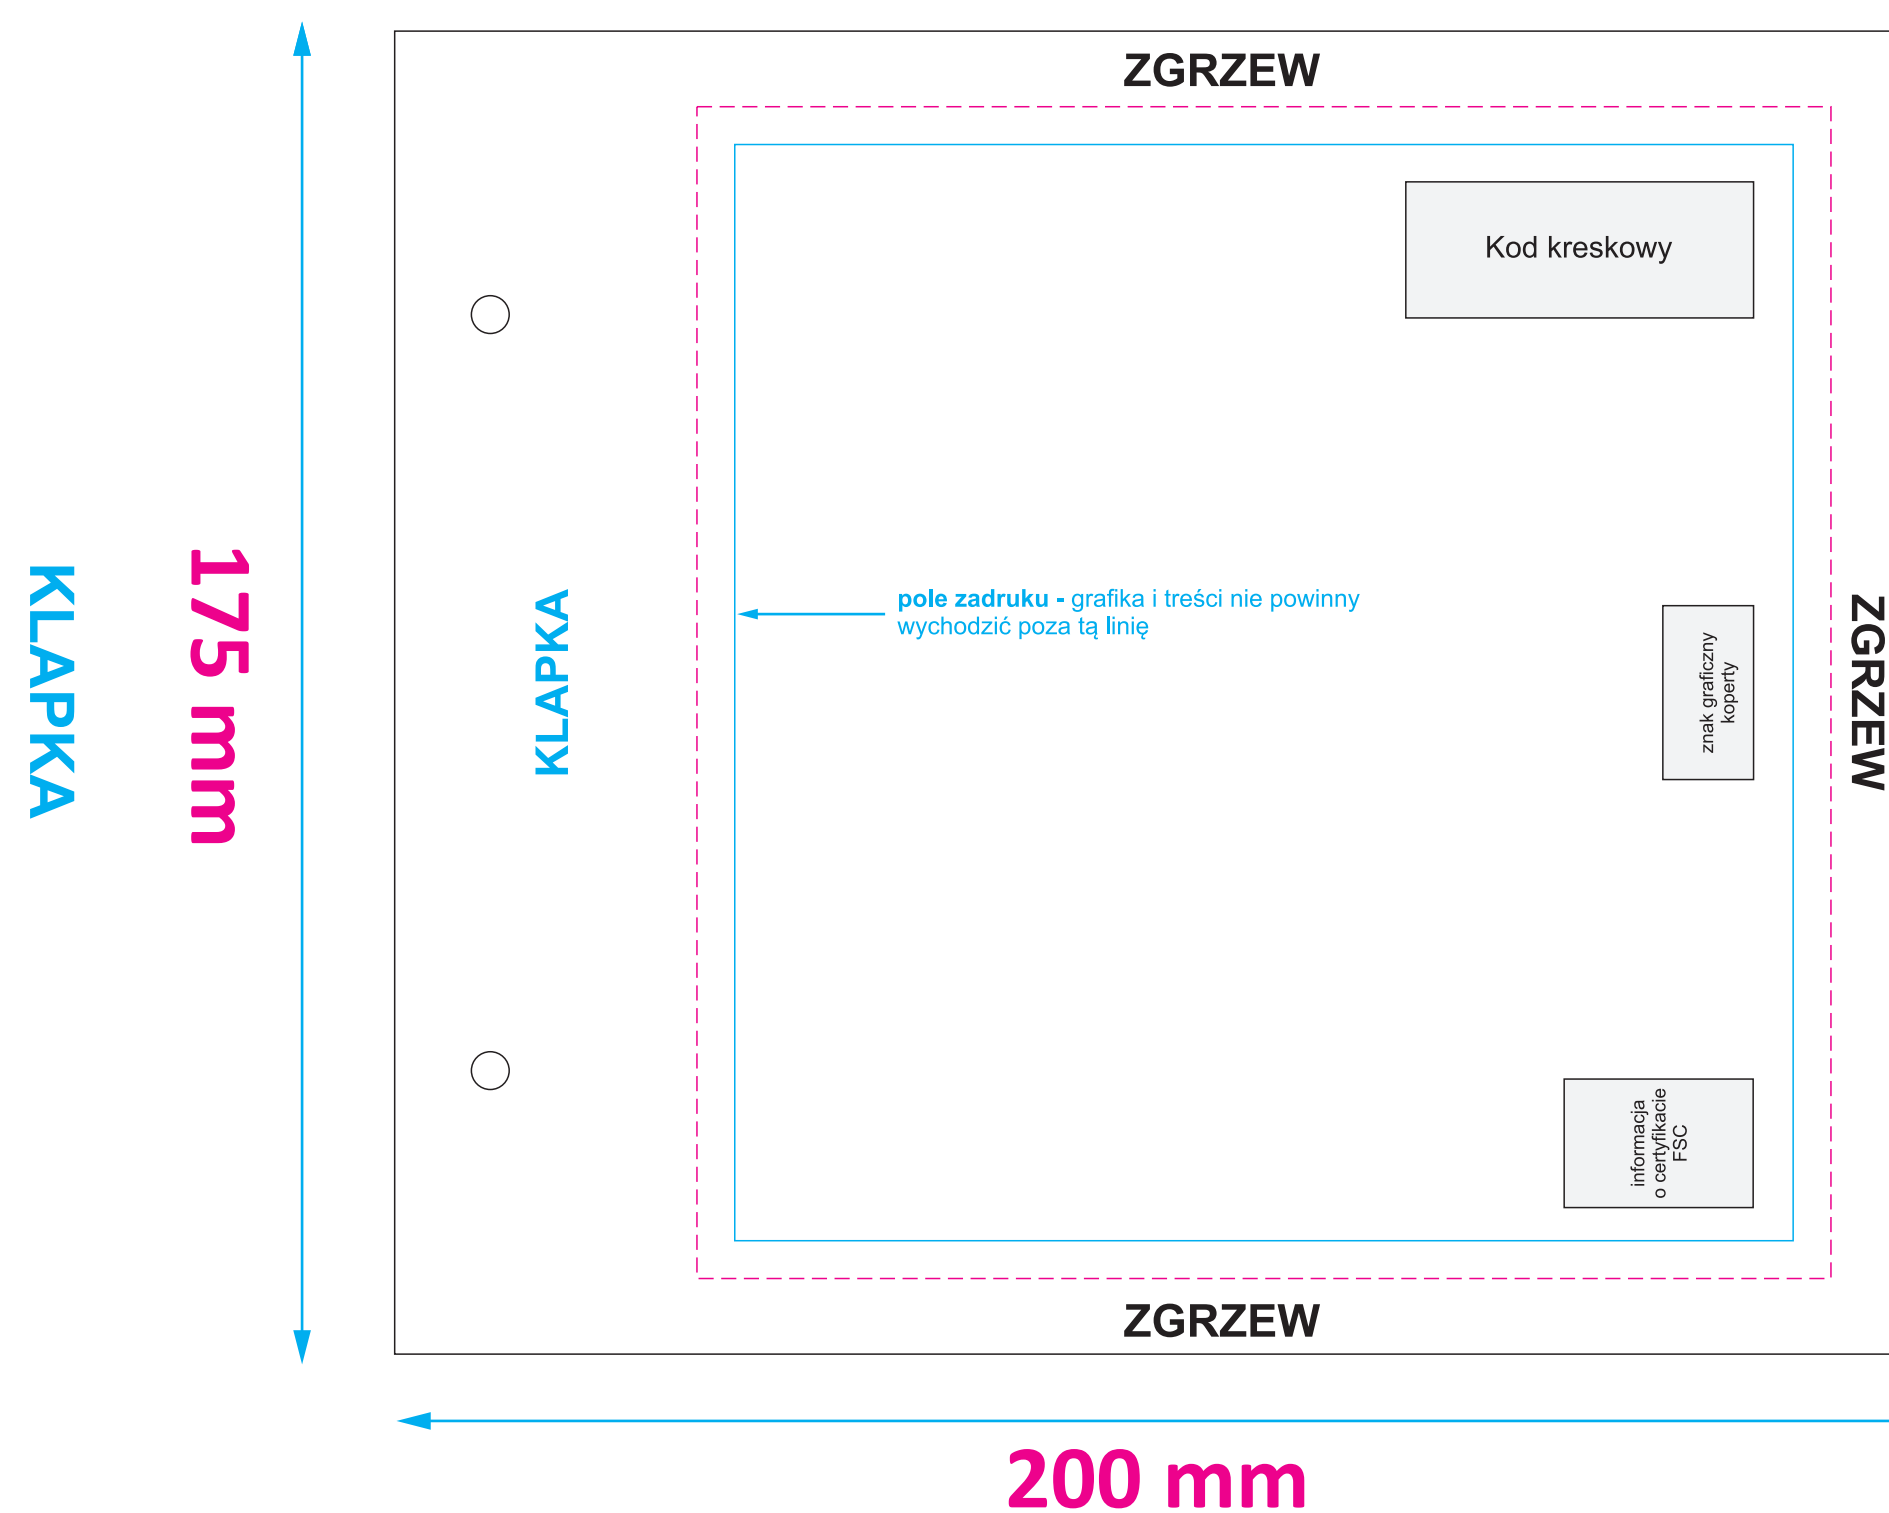 ZGRZEW
Kod kreskowy
KLAPKA
175 mm
KLAPKA
pole zadruku - grafika i treści nie powinny
wychodzić poza tą linię
znak graficzny
koperty
ZGRZEW
informacja
o certyfikacie
FSC
ZGRZEW
200 mm